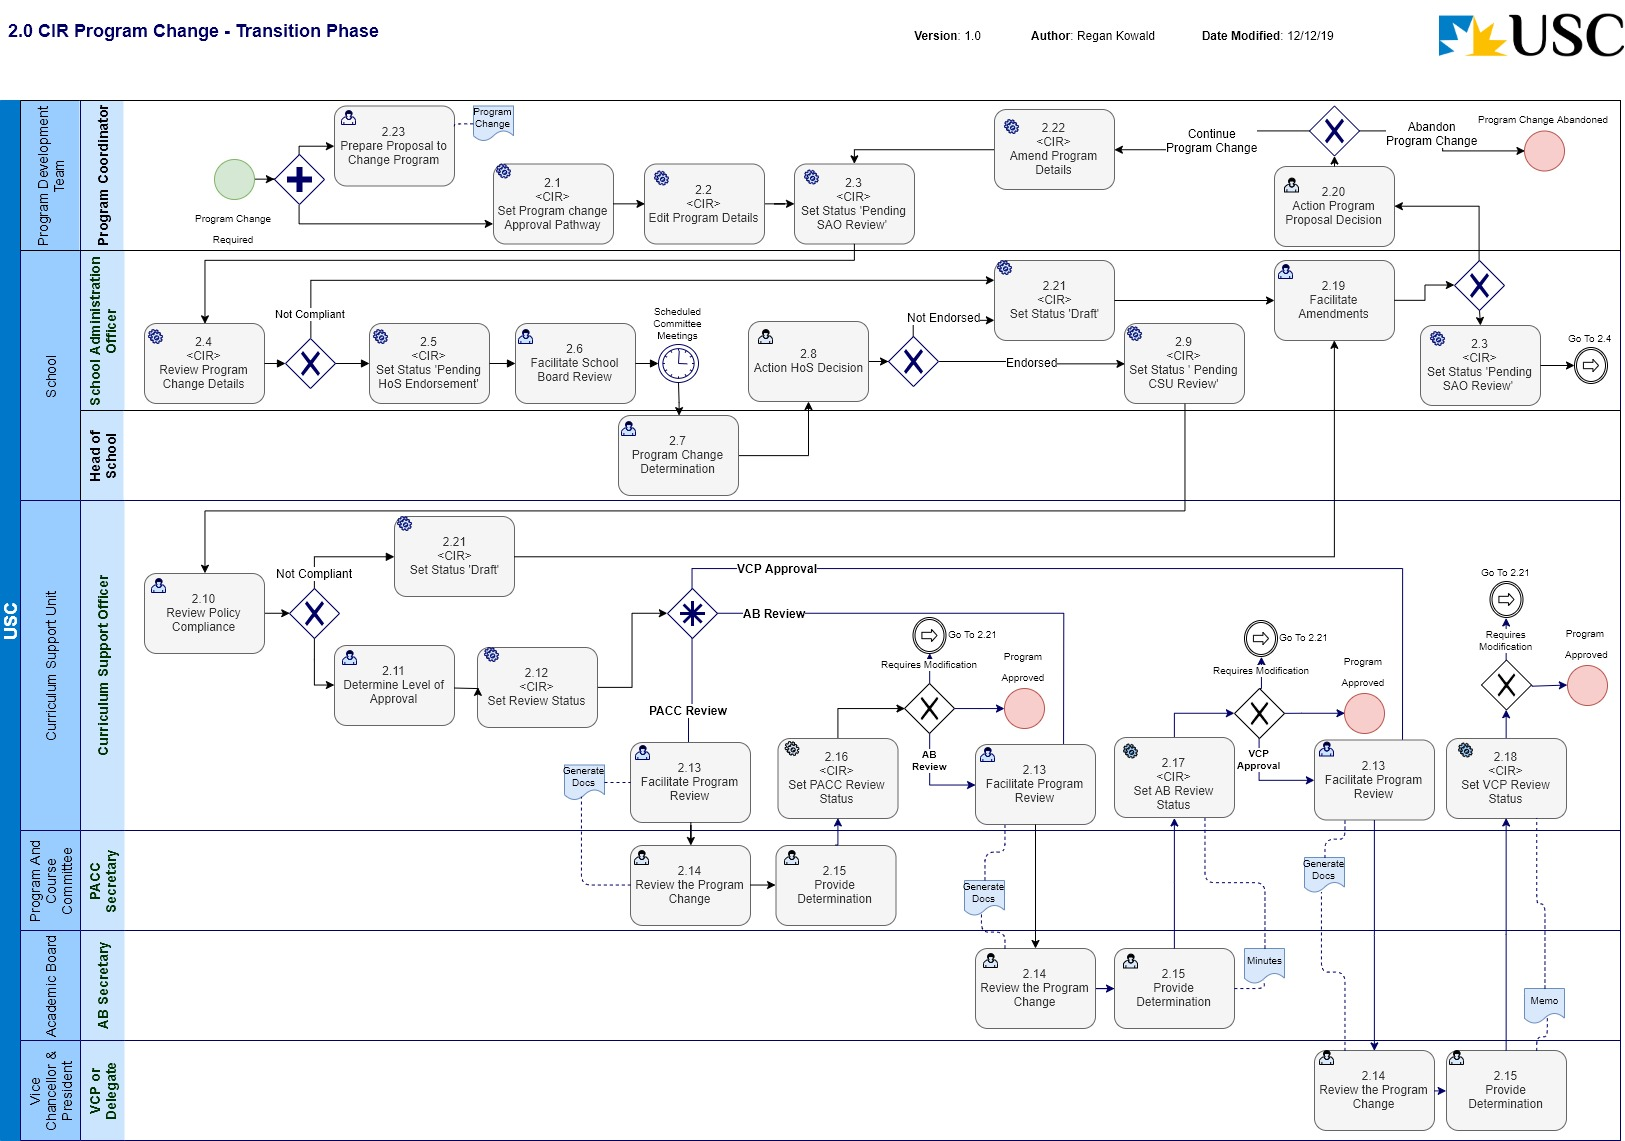 2.0 CIR Program Change - Transition Phase
Version: 1.0
Author: Regan Kowald
Date Modified: 12/12/19
USC
USC
Program Development
Team
Program Coordinator
Program Change
Required
2.23
Prepare Proposal to
Change Program
Program
Change
2.1
<CIR>
Set Program change
Approval Pathway
2.2
<CIR>
Edit Program Details
2.3
<CIR>
Set Status 'Pending
SAO Review'
2.22
<CIR>
Amend Program
Details
Continue
Program Change
Abandon
Program Change
Program Change Abandoned
2.20
Action Program
Proposal Decision
School
School Administration
Officer
2.4
<CIR>
Review Program
Change Details
Not Compliant
2.5
<CIR>
Set Status 'Pending
HoS Endorsement'
2.6
Facilitate School
Board Review
Scheduled
Committee
Meetings
2.8
Action HoS Decision
Not Endorsed
Endorsed
2.21
<CIR>
Set Status 'Draft'
2.9
<CIR>
Set Status ' Pending
CSU Review'
2.19
Facilitate
Amendments
2.3
<CIR>
Set Status 'Pending
SAO Review'
Go To 2.4
Head of
School
2.7
Program Change
Determination
Curriculum Support Unit
Curriculum Support Officer
2.10
Review Policy
Compliance
Not Compliant
2.21
<CIR>
Set Status 'Draft'
2.11
Determine Level of
Approval
2.12
<CIR>
Set Review Status
VCP Approval
AB Review
PACC Review
Generate
Docs
2.13
Facilitate Program
Review
2.16
<CIR>
Set PACC Review
Status
Go To 2.21
Requires Modification
Program
Approved
AB
Review
2.13
Facilitate Program
Review
2.17
<CIR>
Set AB Review
Status
Go To 2.21
Requires Modification
Program
Approved
VCP
Approval
2.13
Facilitate Program
Review
2.18
<CIR>
Set VCP Review
Status
Go To 2.21
Requires
Modification
Program
Approved
Program And
Course
Committee
PACC
Secretary
2.14
Review the Program
Change
2.15
Provide
Determination
Generate
Docs
Generate
Docs
Academic Board
AB Secretary
2.14
Review the Program
Change
2.15
Provide
Determination
Minutes
Memo
Vice
Chancellor &
President
VCP or
Delegate
2.14
Review the Program
Change
2.15
Provide
Determination